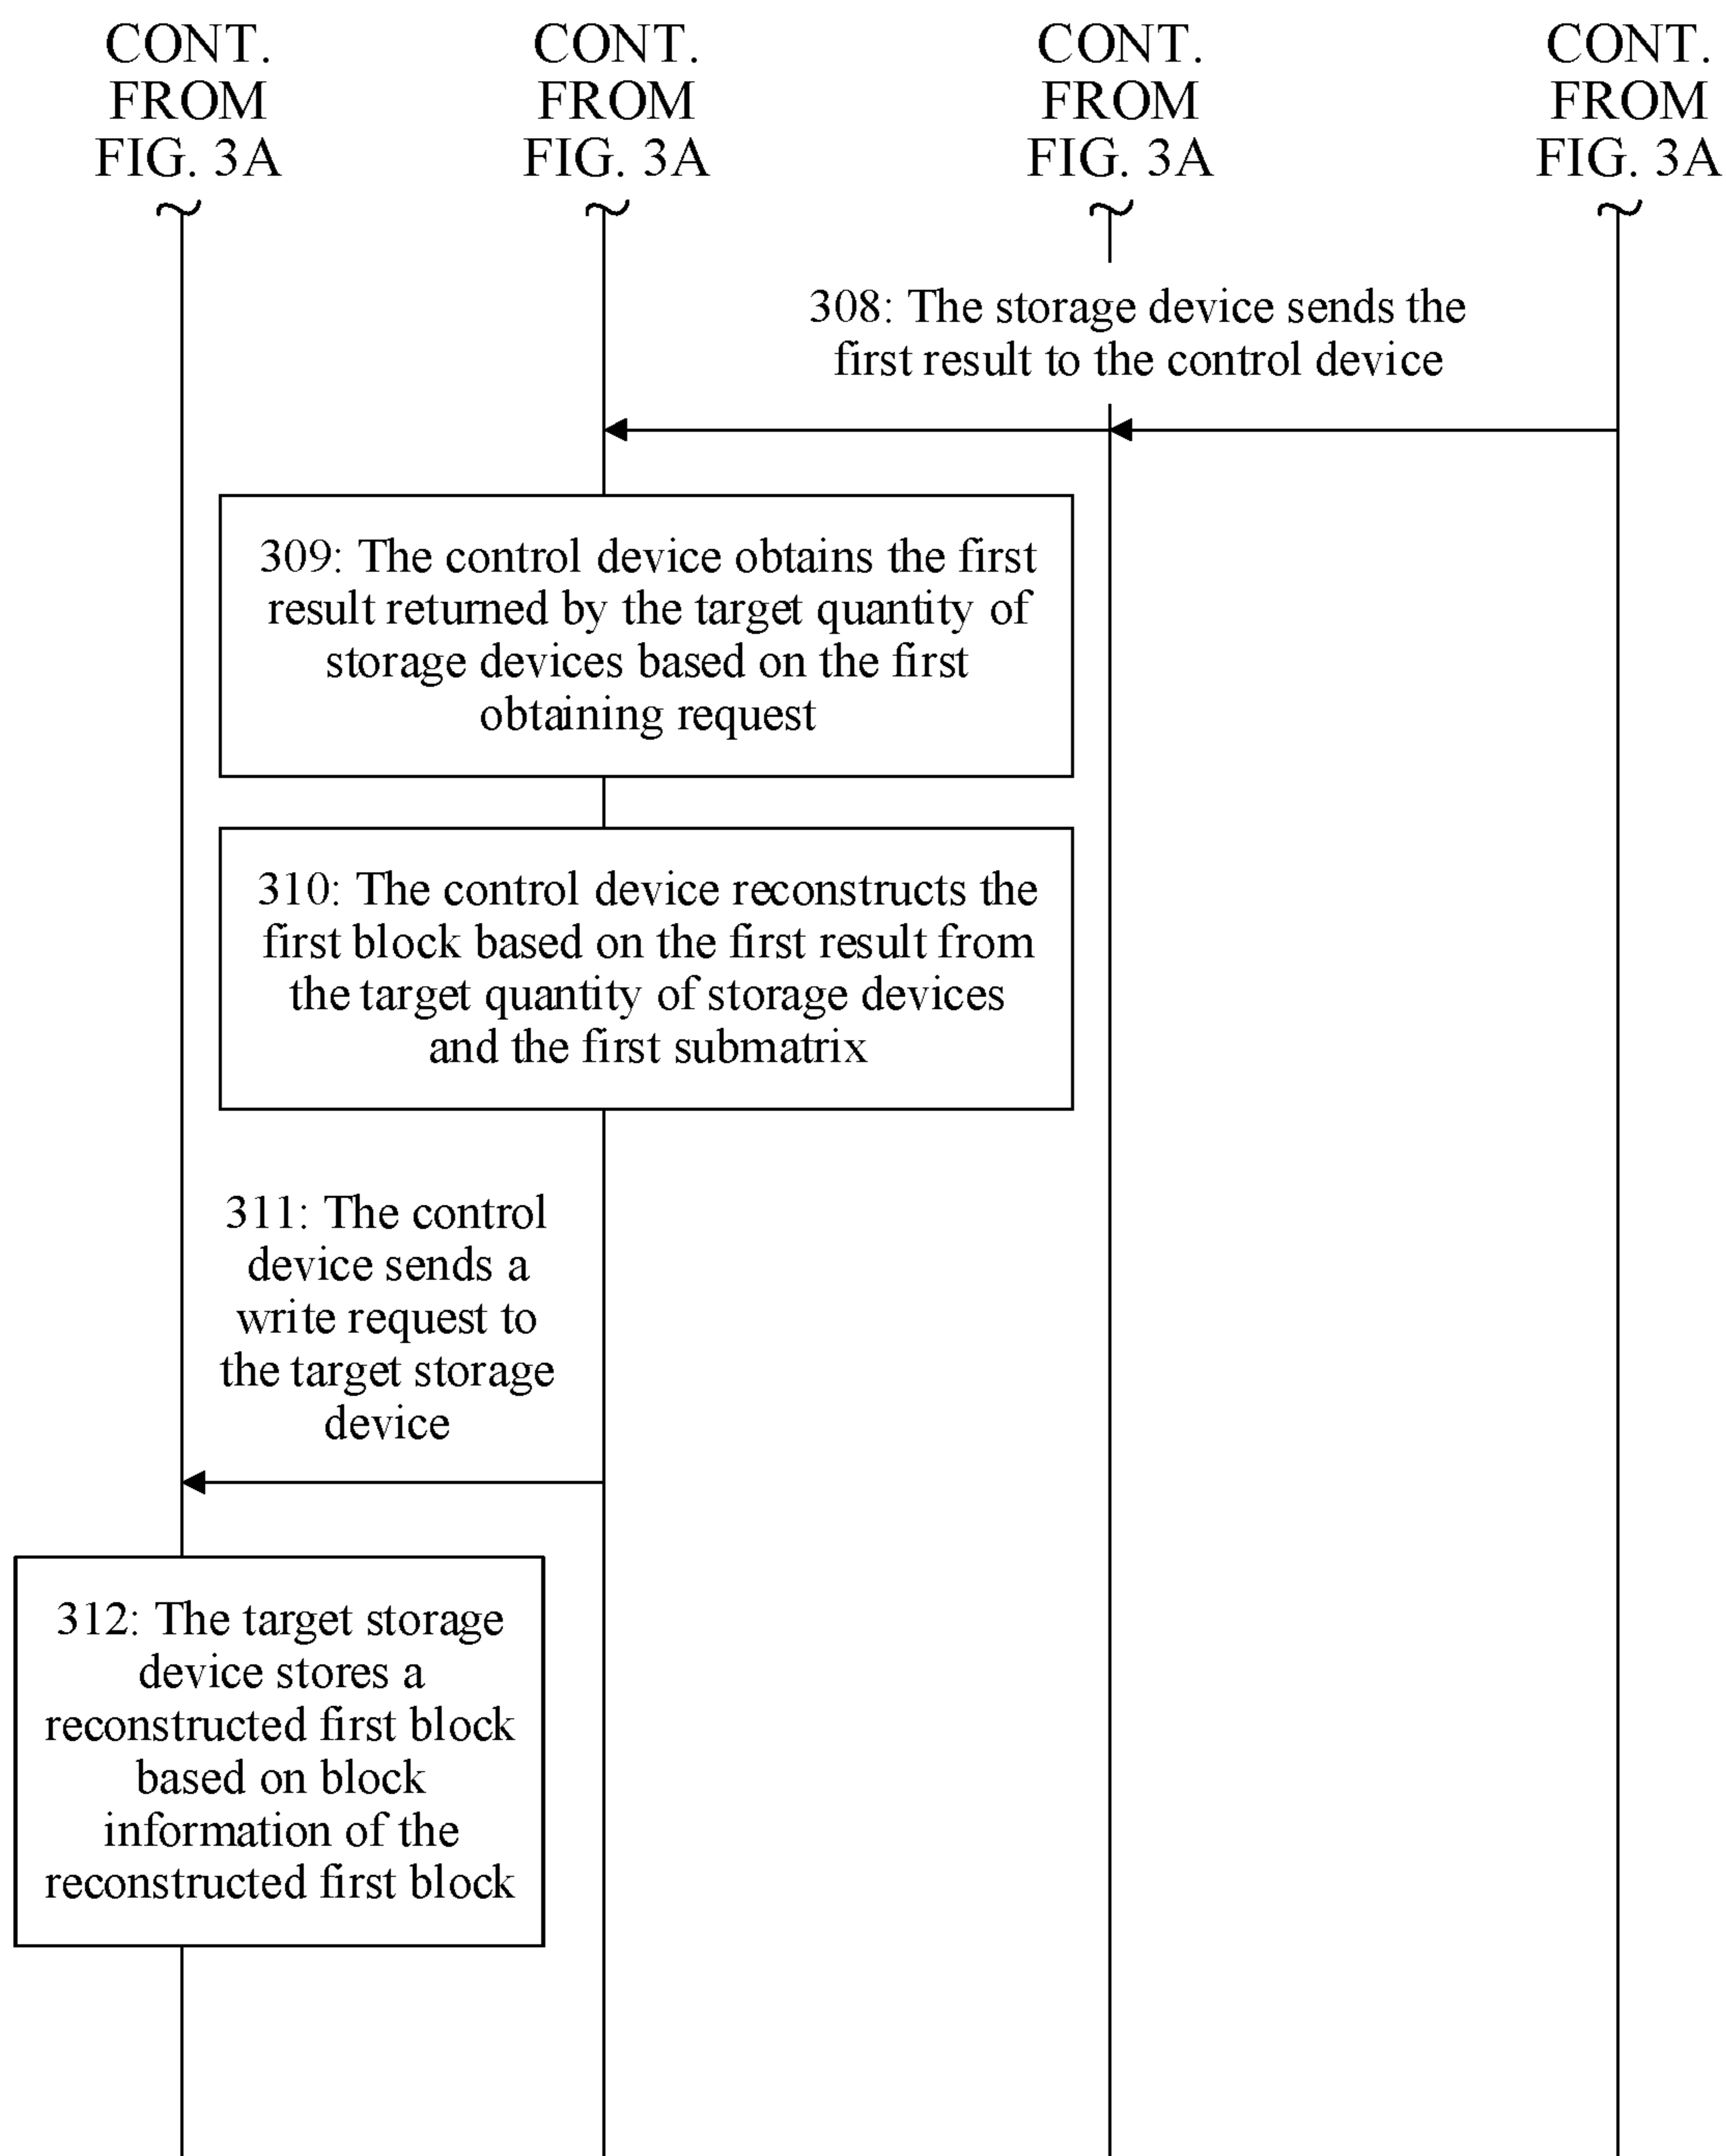 CONT.
FROM
FIG. 3A
CONT.
FROM
FIG. 3A
CONT.
FROM
FIG. 3A
CONT.
FROM
FIG. 3A
308: The storage device sends the
first result to the control device
309: The control device obtains the first
result returned by the target quantity of
storage devices based on the first
obtaining request
310: The control device reconstructs the
first block based on the first result from
the target quantity of storage devices
and the first submatrix
311: The control
device sends a
write request to
the target storage
device
312: The target storage
device stores a
reconstructed first block
based on block
information of the
reconstructed first block